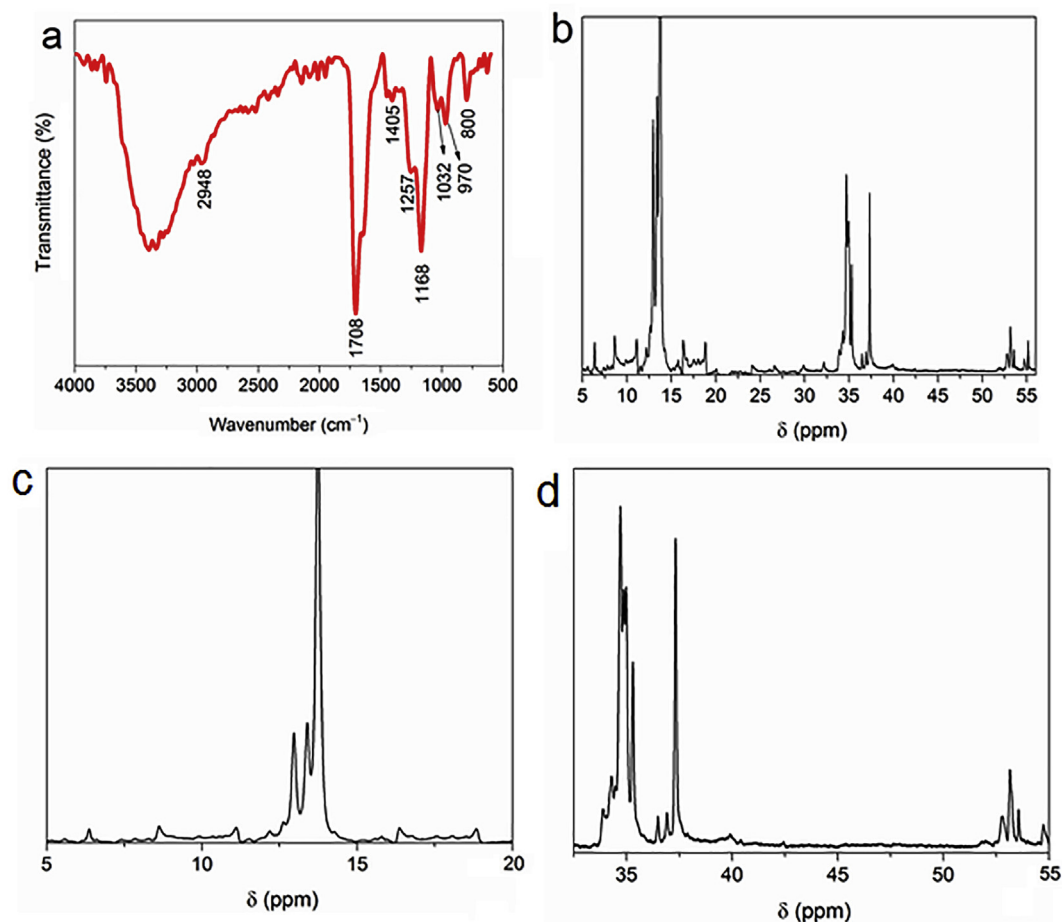 a
Transmittance (%)
2948
1708
1405
1257
1168
1032
970
800
4000 3500 3000 2500 2000 1500 1000 500
Wavenumber (cm⁻¹)
b
5 10 15 20 25 30 35 40 45 50 55
δ (ppm)
c
5 10 15 20
δ (ppm)
d
35 40 45 50 55
δ (ppm)